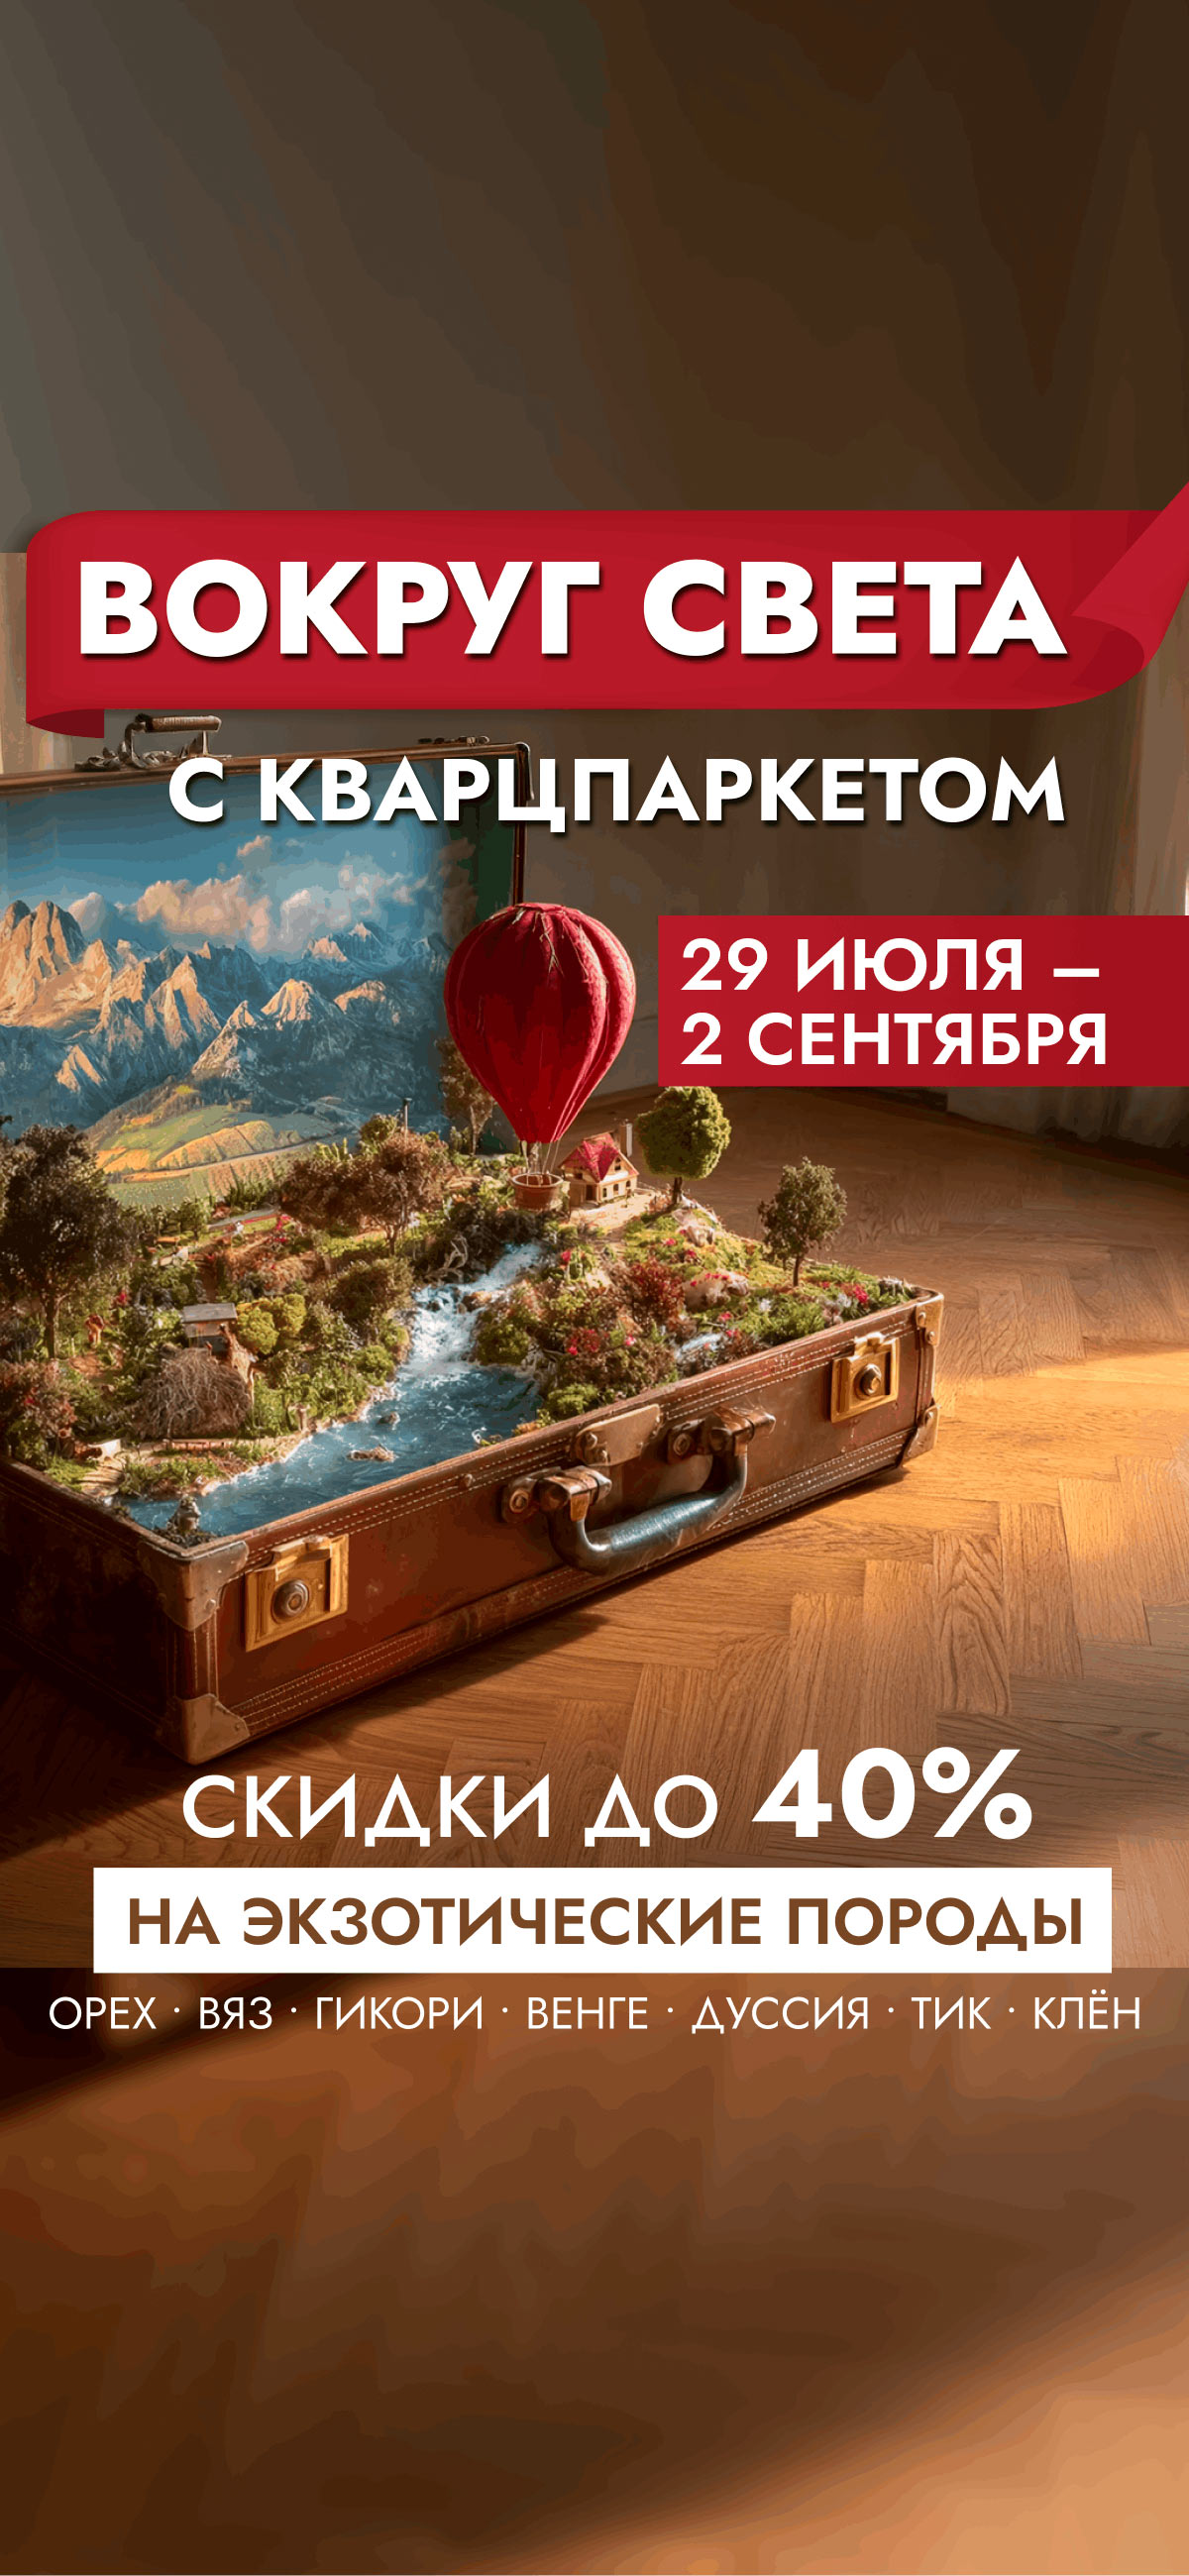 ВОКРУГ СВЕТА
С КВАРЦПАРКЕТОМ
29 ИЮЛЯ –
2 СЕНТЯБРЯ
СКИДКИ ДО 40%
НА ЭКЗОТИЧЕСКИЕ ПОРОДЫ
ОРЕХ · ВЯЗ · ГИКОРИ · ВЕНГЕ · ДУССИЯ · ТИК · КЛЁН